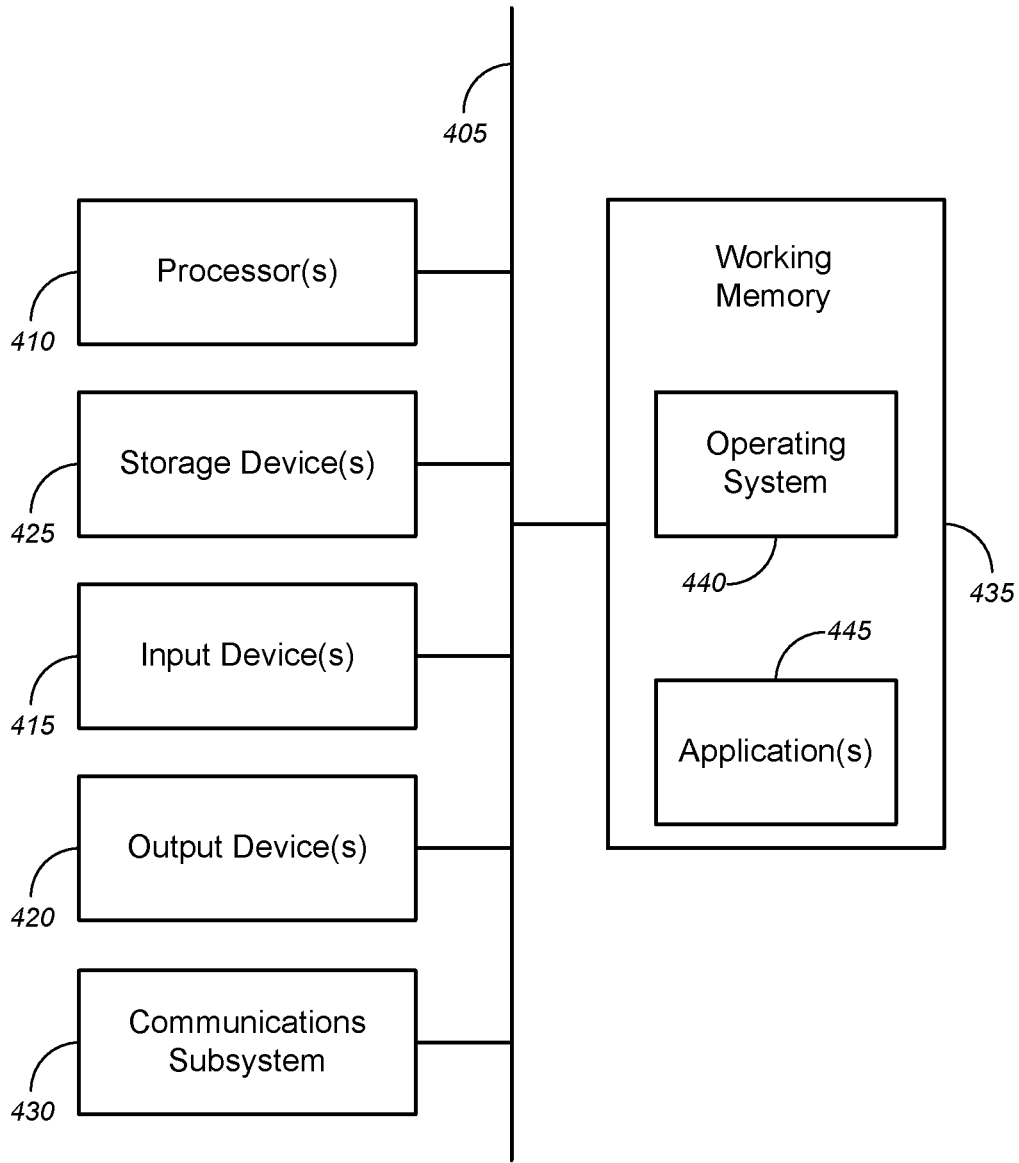 405
Processor(s)
410
Storage Device(s)
425
Input Device(s)
415
Output Device(s)
420
Communications
Subsystem
430
Working
Memory
Operating
System
440
435
445
Application(s)